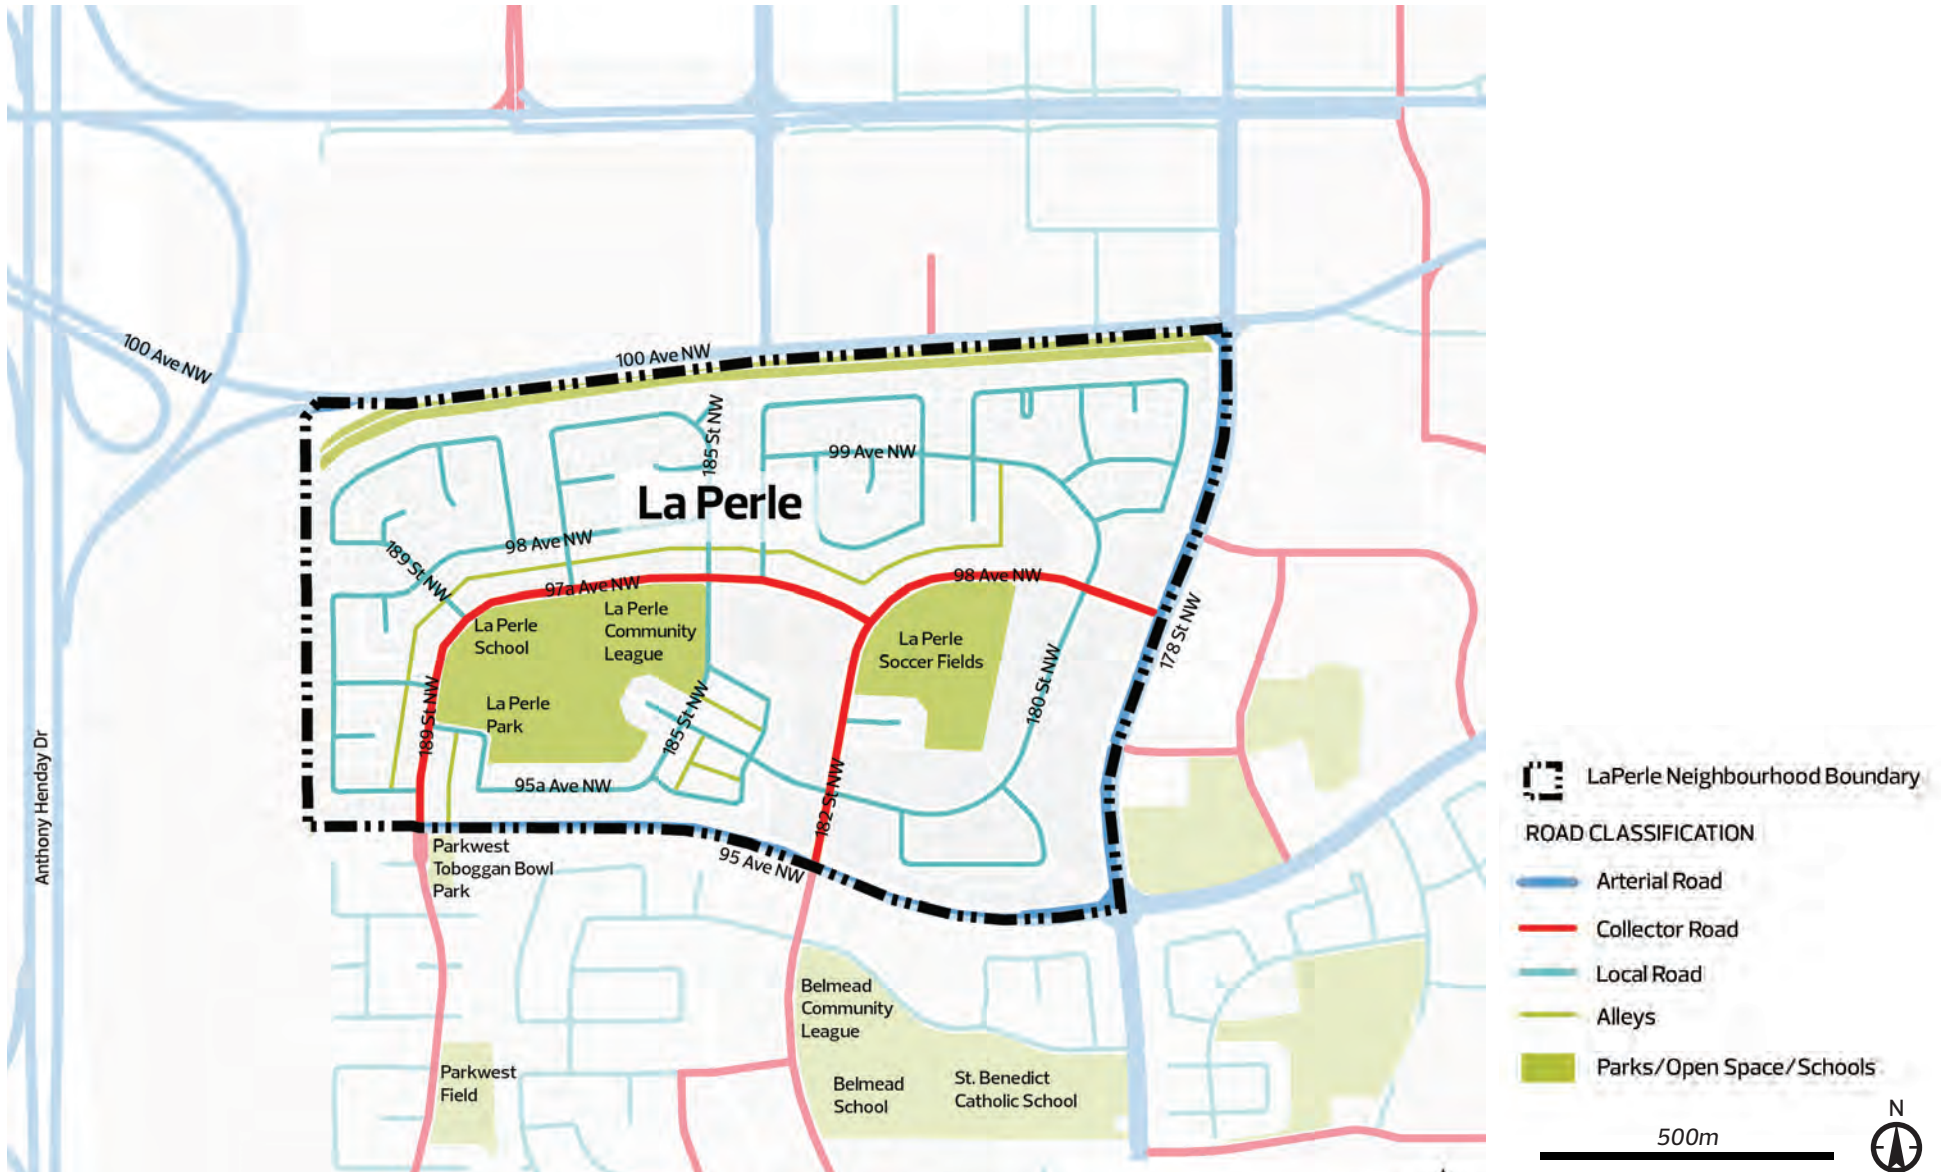 100 Ave NW
100 Ave NW
185 St NW
99 Ave NW
La Perle
98 Ave NW
189 St NW
97a Ave NW
98 Ave NW
La Perle
School
La Perle
Community
League
La Perle
Soccer Fields
178 St NW
La Perle
Park
189 St NW
185 St NW
180 St NW
95a Ave NW
182 St NW
Anthony Henday Dr
95 Ave NW
Parkwest
Toboggan Bowl
Park
Belmead
Community
League
Parkwest
Field
Belmead
School
St. Benedict
Catholic School
LaPerle Neighbourhood Boundary
ROAD CLASSIFICATION
Arterial Road
Collector Road
Local Road
Alleys
Parks/Open Space/Schools
500m
N